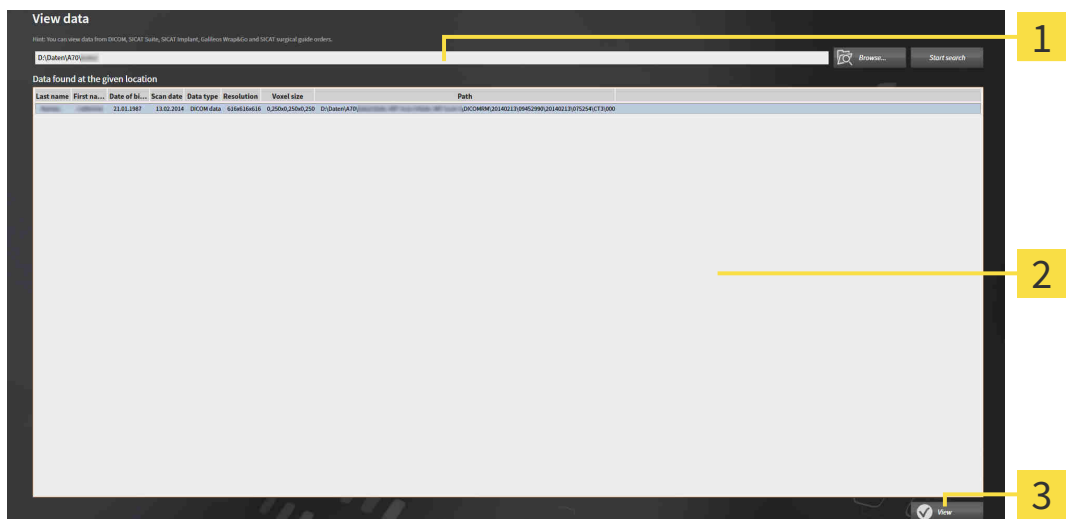 View data
1
Hint: You can view data from DICOM, SICAT Suite, SICAT Implant, Galileos Wrap&Go and SICAT surgical guide orders.
D:\Daten\A70\
Browse...
Start search
Data found at the given location
Last name First na... Date of bi... Scan date Data type Resolution Voxel size Path
21.01.1987 13.02.2014 DICOM data 616x616x616 0,250x0,250x0,250 D:\Daten\A70\ \DICOMRM\20140213\09452990\20140213\075254\CT3\000
2
3
View